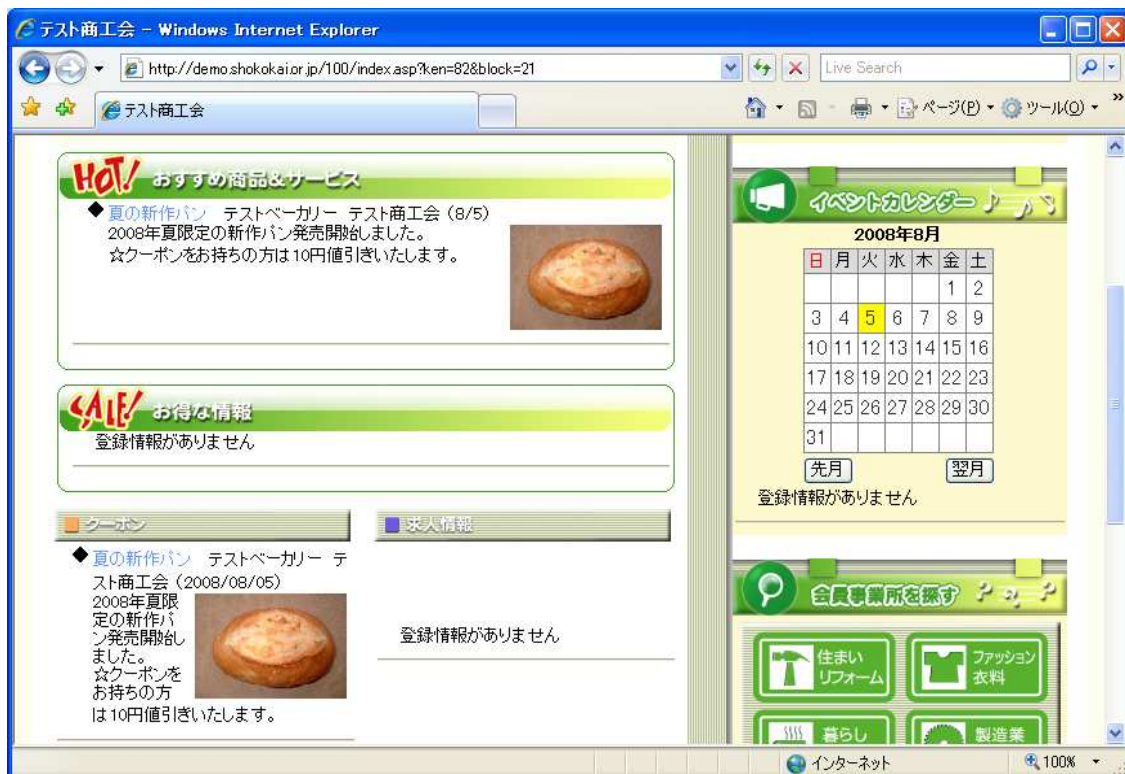 テスト商工会 - Windows Internet Explorer
http://demo.shokokai.or.jp/100/index.asp?ken=82&block=21
Live Search
テスト商工会
ページ(P)
ツール(O)
HOT! おすすめ商品&サービス
◆夏の新作パン テストベーカリー テスト商工会 (8/5)
2008年夏限定の新作パン発売開始しました。
☆クーポンをお持ちの方は10円値引きいたします。
SALE! お得な情報
登録情報がありません
クーポン
◆夏の新作パン テストベーカリー テ
スト商工会 (2008/08/05)
2008年夏限
定の新作パ
ン発売開始し
ました。
☆クーポンを
お持ちの方
は10円値引きいたします。
求人情報
登録情報がありません
イベントカレンダー
2008年8月
日 月 火 水 木 金 土
1 2
3 4 5 6 7 8 9
10 11 12 13 14 15 16
17 18 19 20 21 22 23
24 25 26 27 28 29 30
31
先月 翌月
登録情報がありません
会員事業所を探す
住まい
リフォーム
ファッション
衣料
暮らし
製造業
インターネット
100%